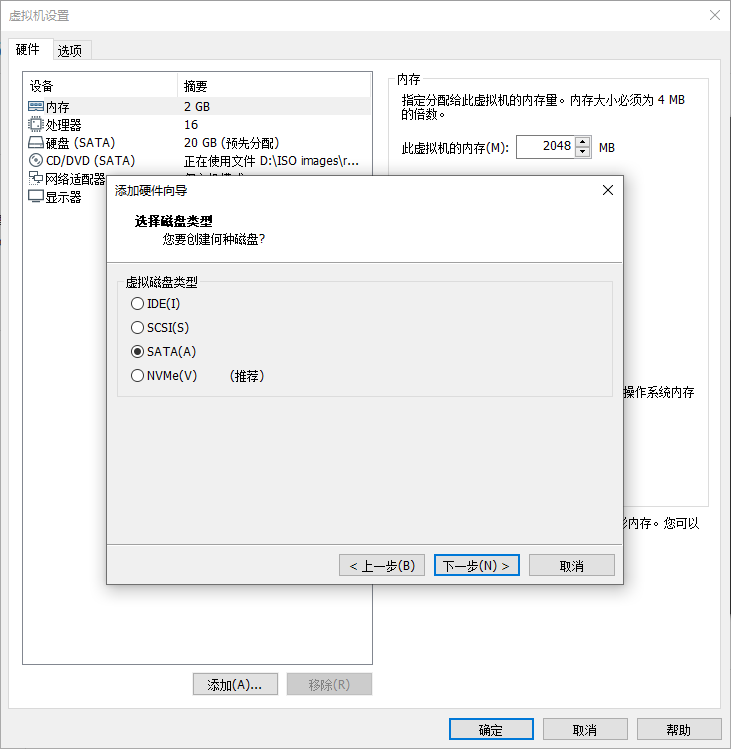 虚拟机设置
硬件 选项
设备 摘要
内存 2 GB
处理器 16
硬盘 (SATA) 20 GB (预先分配)
CD/DVD (SATA) 正在使用文件 D:\ISO images\r...
网络适配器
显示器
内存
指定分配给此虚拟机的内存量。内存大小必须为 4 MB
的倍数。
此虚拟机的内存(M): 2048 MB
添加硬件向导
选择磁盘类型
您要创建何种磁盘?
虚拟磁盘类型
IDE(I)
SCSI(S)
SATA(A)
NVMe(V) (推荐)
操作系统内存
内存。您可以
< 上一步(B) 下一步(N) > 取消
添加(A)... 移除(R)
确定 取消 帮助